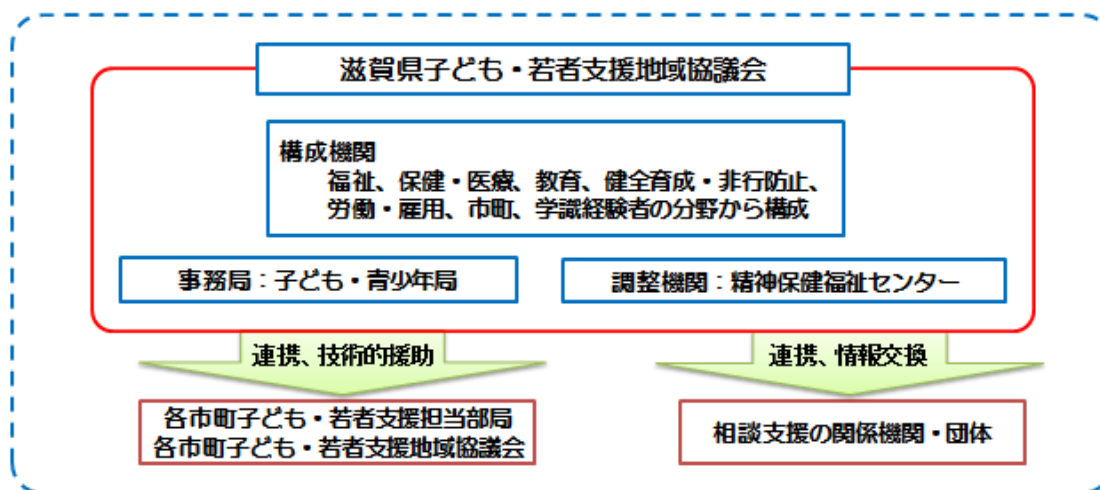 滋賀県子ども・若者支援地域協議会
構成機関
福祉、保健・医療、教育、健全育成・非行防止、
労働・雇用、市町、学識経験者の分野から構成
事務局：子ども・青少年局
調整機関：精神保健福祉センター
連携、技術的援助
連携、情報交換
各市町子ども・若者支援担当部局
各市町子ども・若者支援地域協議会
相談支援の関係機関・団体